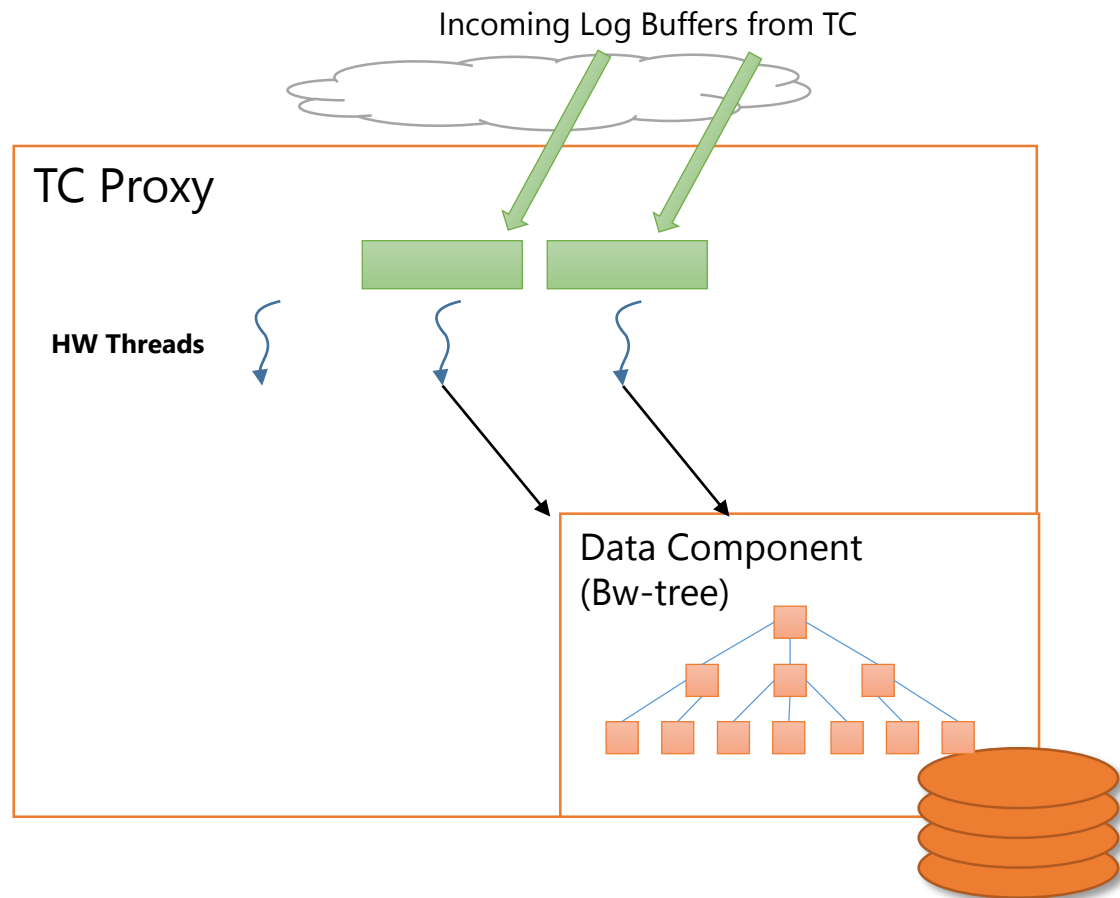 Incoming Log Buffers from TC
TC Proxy
HW Threads
Data Component
(Bw-tree)